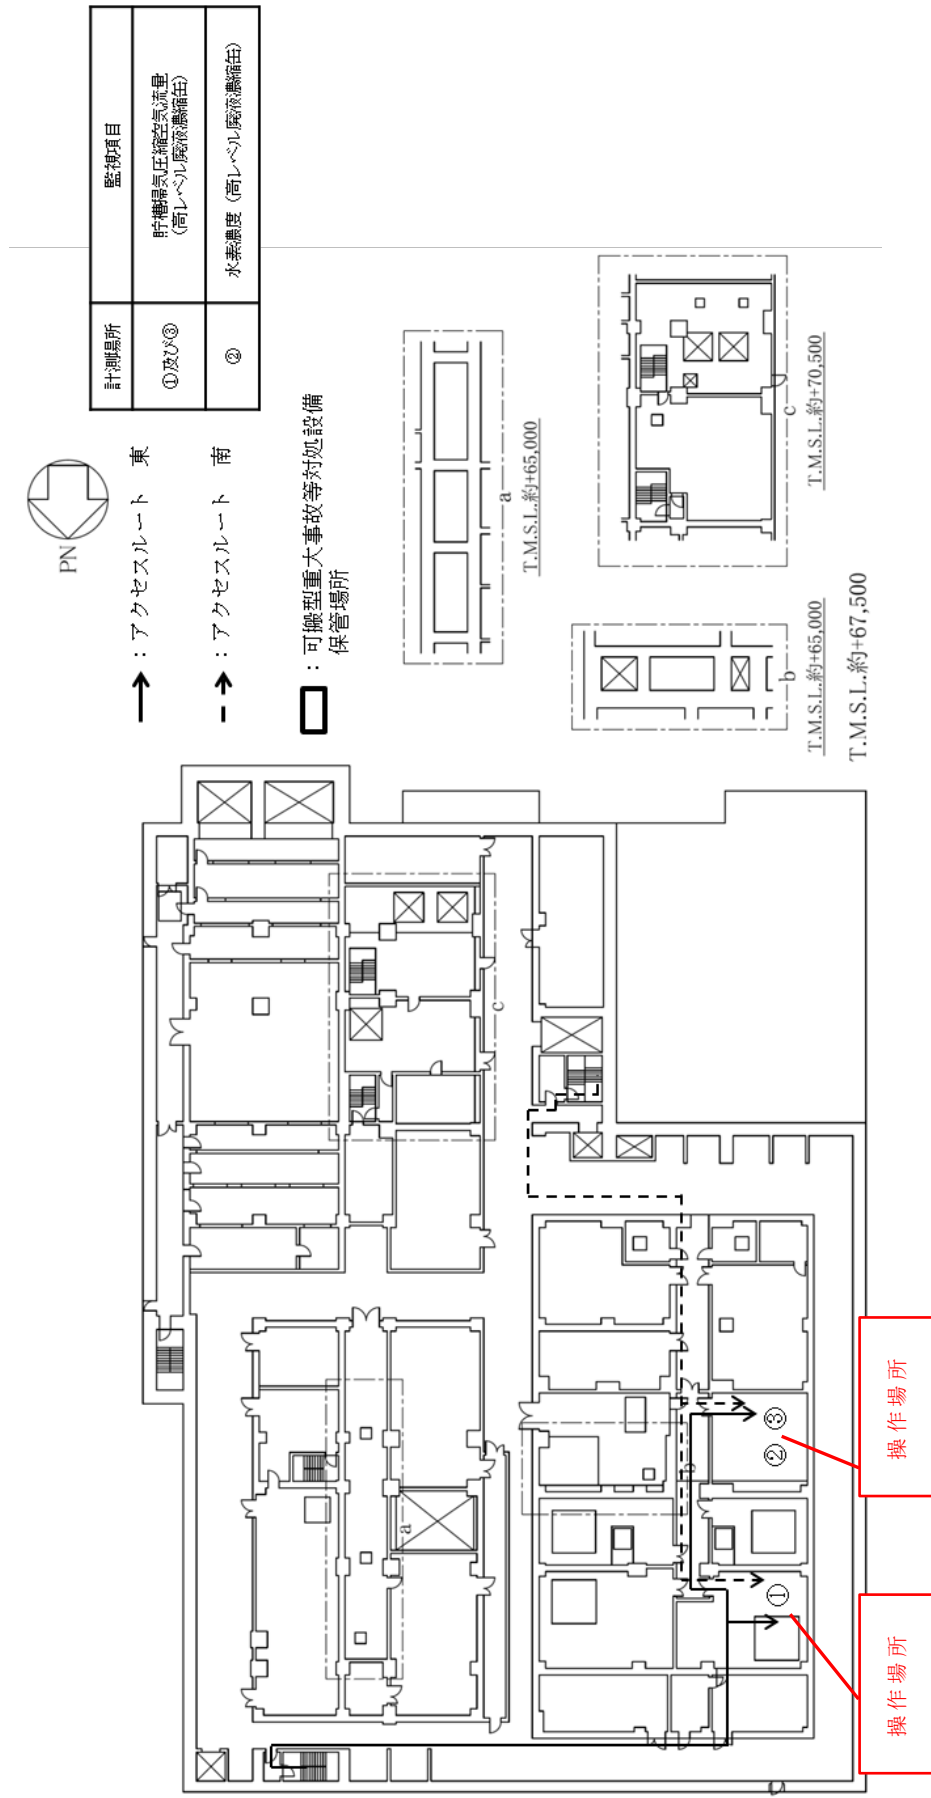 計測場所
監視項目
①及び③
貯槽掃気圧縮空気流量
(高レベル廃液濃縮缶)
②
水素濃度（高レベル廃液濃縮缶）
PN
：アクセスルート 東
：アクセスルート 南
：可搬型重大事故等対処設備
保管場所
a
T.M.S.L.約+65,000
b
T.M.S.L.約+65,000
c
T.M.S.L.約+70,500
T.M.S.L.約+67,500
a
b
c
①
②
③
操作場所
操作場所